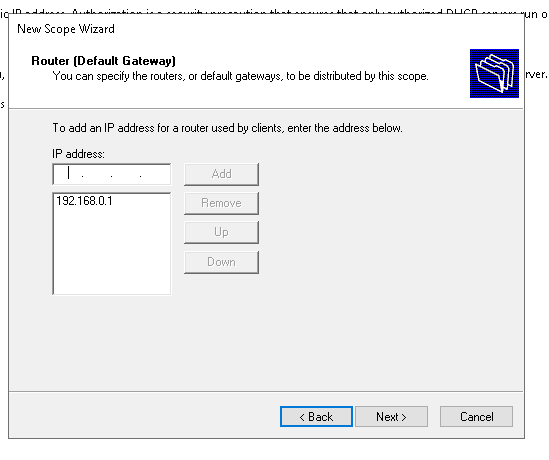 ic IP address. Authorization is a security precaution that ensures that only authorized DHCP servers run o
New Scope Wizard
Router (Default Gateway)
You can specify the routers, or default gateways, to be distributed by this scope.
rver.
s
To add an IP address for a router used by clients, enter the address below.
IP address:
. . .
Add
192.168.0.1
Remove
Up
Down
< Back
Next >
Cancel